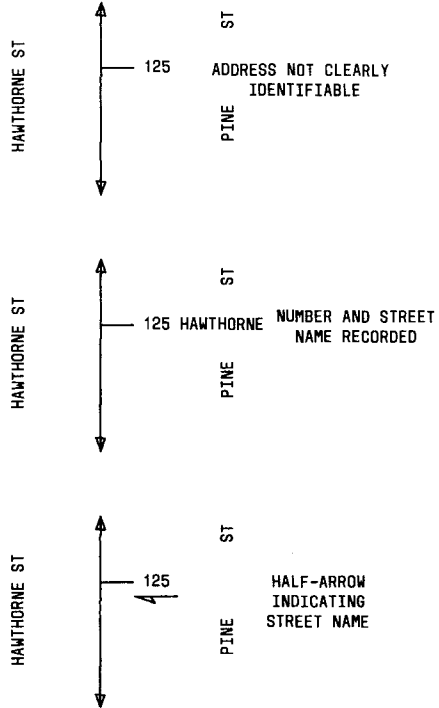 HAWTHORNE ST
125
PINE ST
ADDRESS NOT CLEARLY
IDENTIFIABLE
HAWTHORNE ST
125 HAWTHORNE
PINE ST
NUMBER AND STREET
NAME RECORDED
HAWTHORNE ST
125
PINE ST
HALF-ARROW
INDICATING
STREET NAME